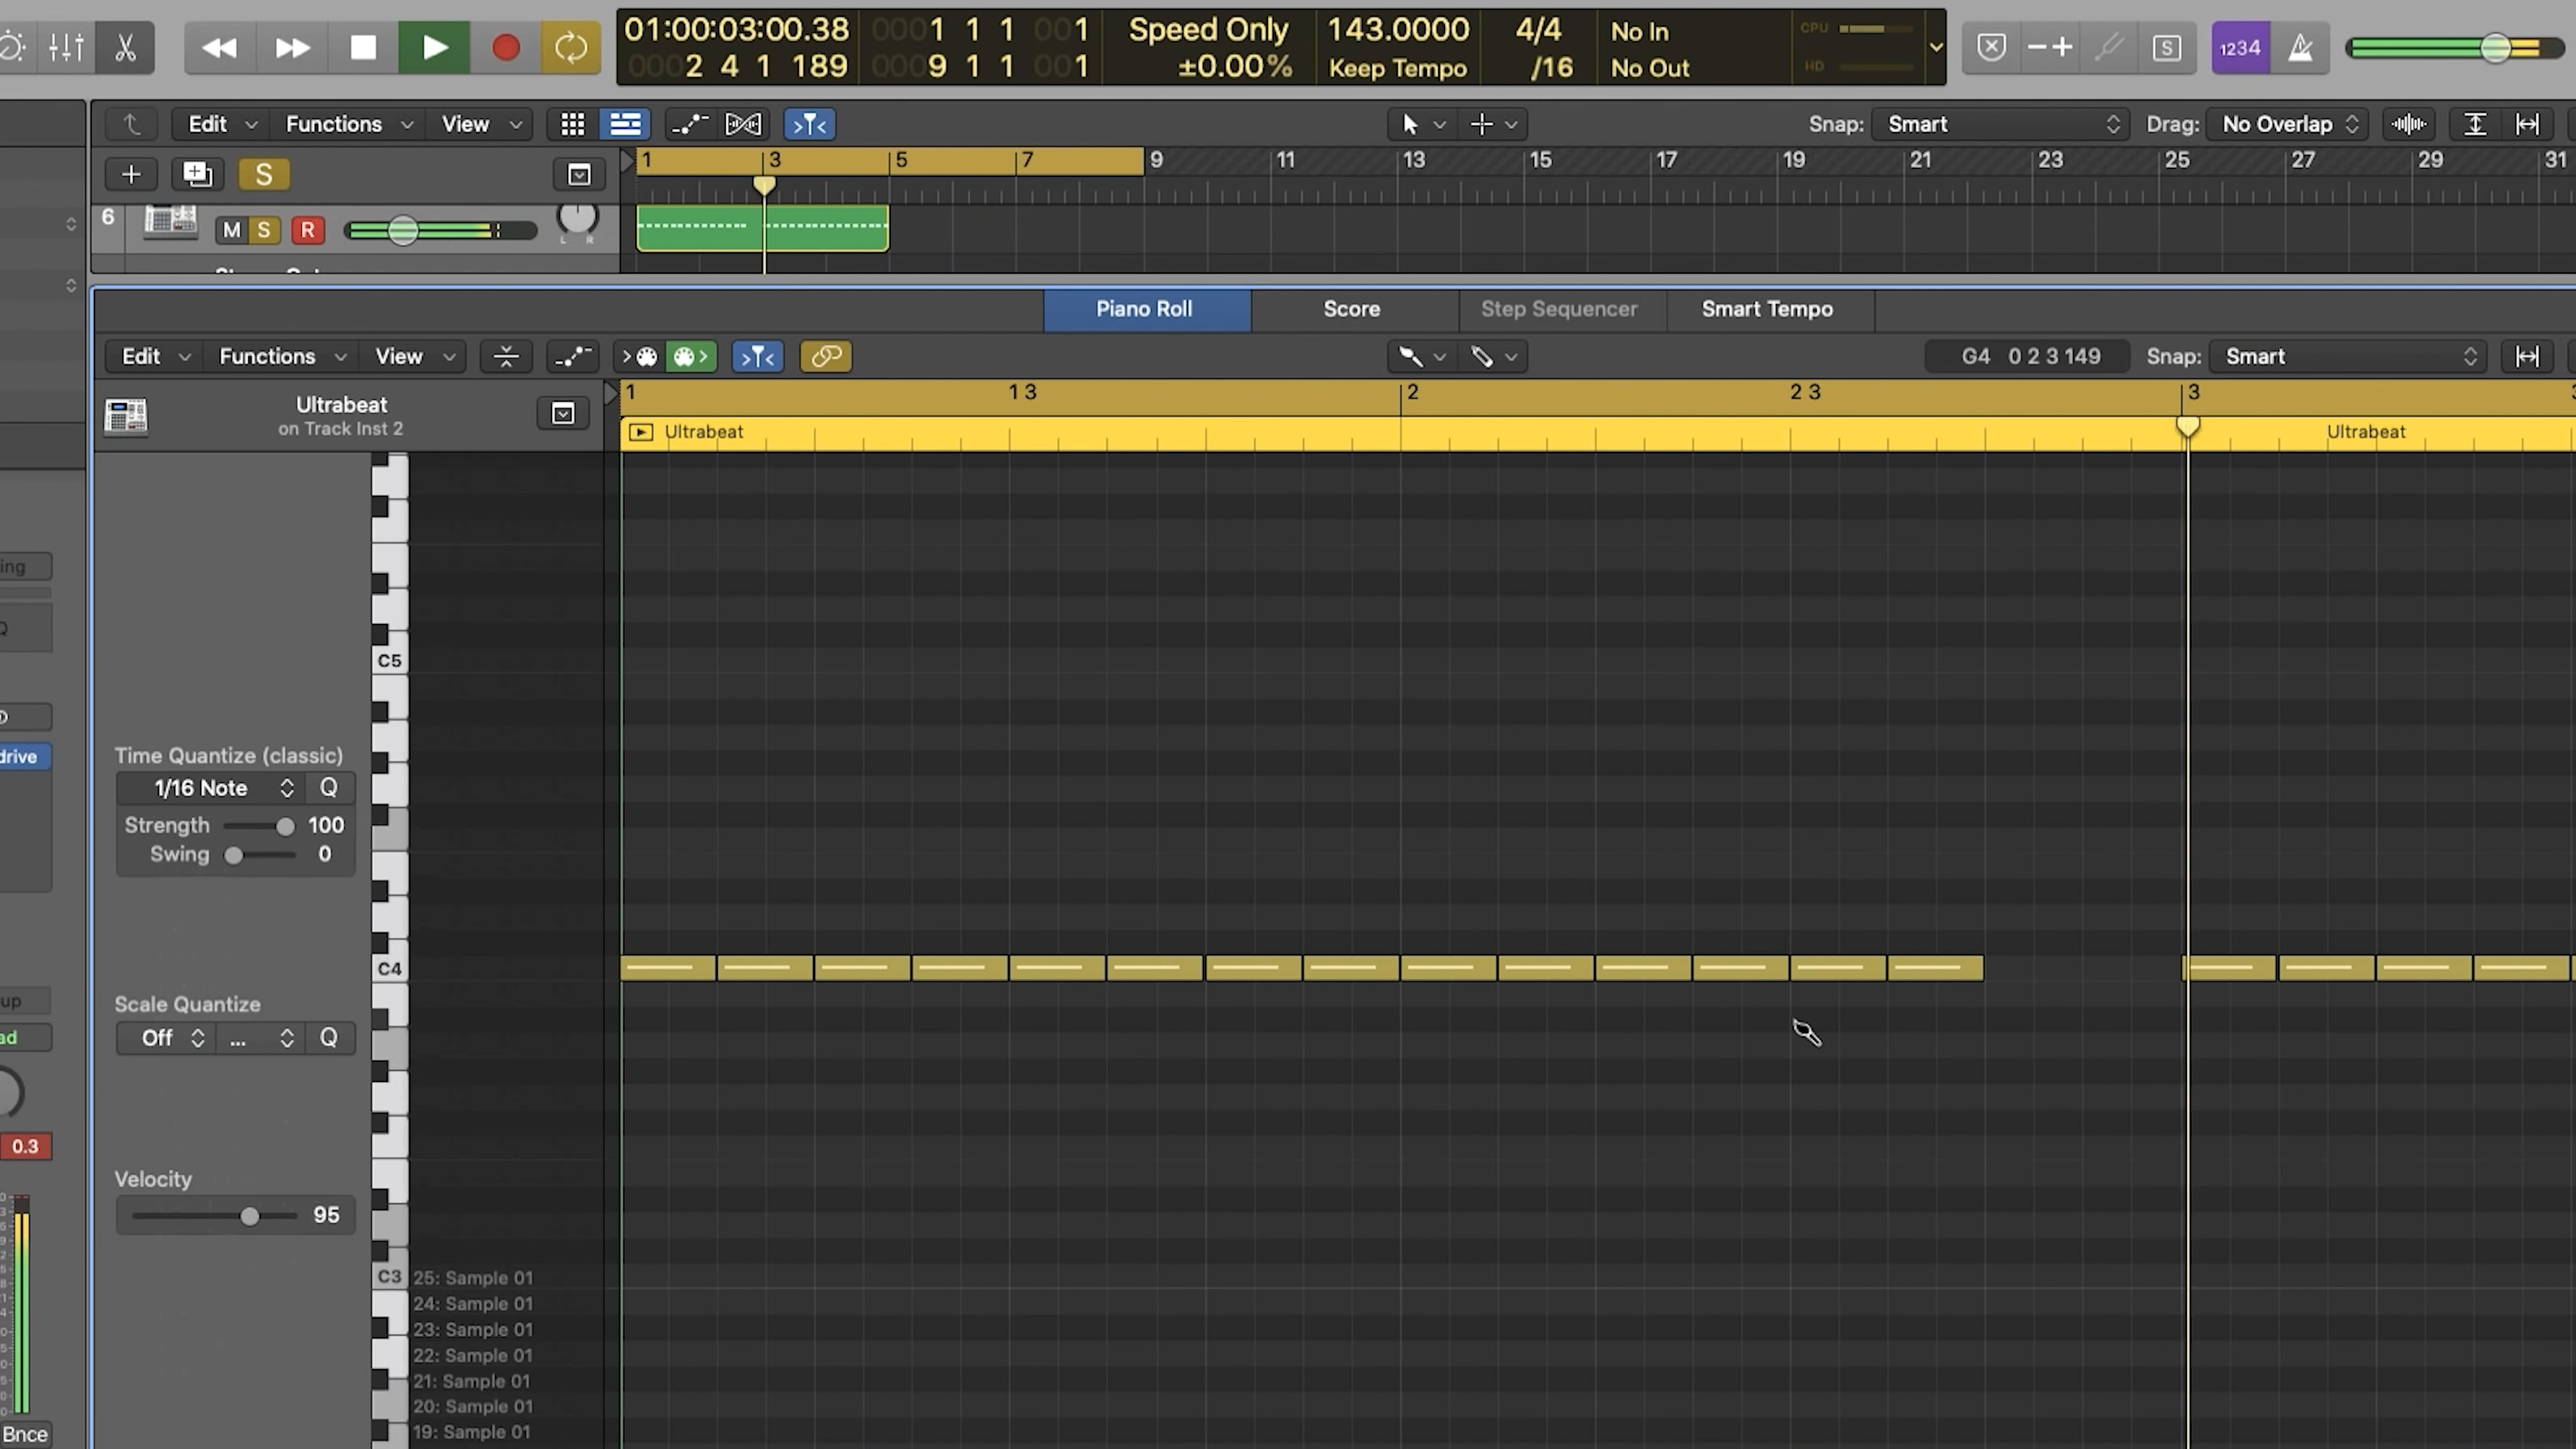 01:00:03:00.38 0001 1 1 001 Speed Only 143.0000 4/4 No In CPU
0002 4 1 189 0009 1 1 001 ±0.00% Keep Tempo /16 No Out HD
S 1234
Edit Functions View Snap: Smart Drag: No Overlap
S 1 3 5 7 9 11 13 15 17 19 21 23 25 27 29 31
6 M S R L R
Piano Roll Score Step Sequencer Smart Tempo
Edit Functions View G4 0 2 3 149 Snap: Smart
Ultrabeat
on Track Inst 2
1 1 3 2 2 3 3
Ultrabeat Ultrabeat
ing
Q
C5
drive
Time Quantize (classic)
1/16 Note Q
Strength 100
Swing 0
C4
up
Scale Quantize
ad
Off ... Q
0.3
Velocity
95
C3 25: Sample 01
24: Sample 01
23: Sample 01
22: Sample 01
21: Sample 01
20: Sample 01
19: Sample 01
Bnce